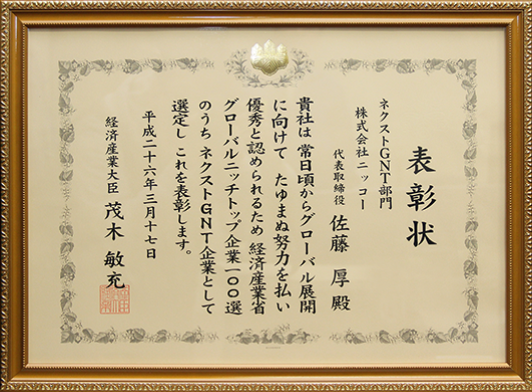 表彰状
ネクストGNT部門
株式会社ニッコー
代表取締役 佐藤 厚 殿
貴社は 常日頃からグローバル展開
に向けて たゆまぬ努力を払い
優秀と認められるため 経済産業省
グローバルニッチトップ企業一〇〇選
のうち ネクストGNT企業として
選定し これを表彰します。
平成二十六年三月十七日
経済産業大臣 茂木 敏充